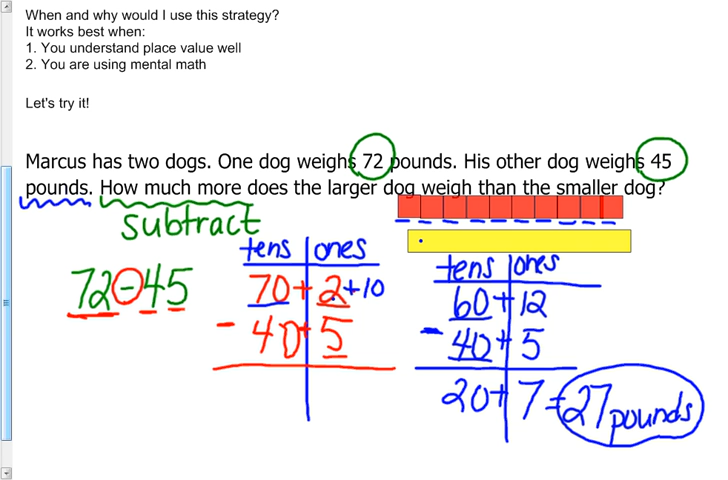 When and why would I use this strategy?
It works best when:
1. You understand place value well
2. You are using mental math
Let's try it!
Marcus has two dogs. One dog weighs 72 pounds. His other dog weighs 45
pounds. How much more does the larger dog weigh than the smaller dog?
subtract
72-45
tens ones
70+2+10
- 40+5
tens ones
60+12
- 40+5
20+7=27 pounds